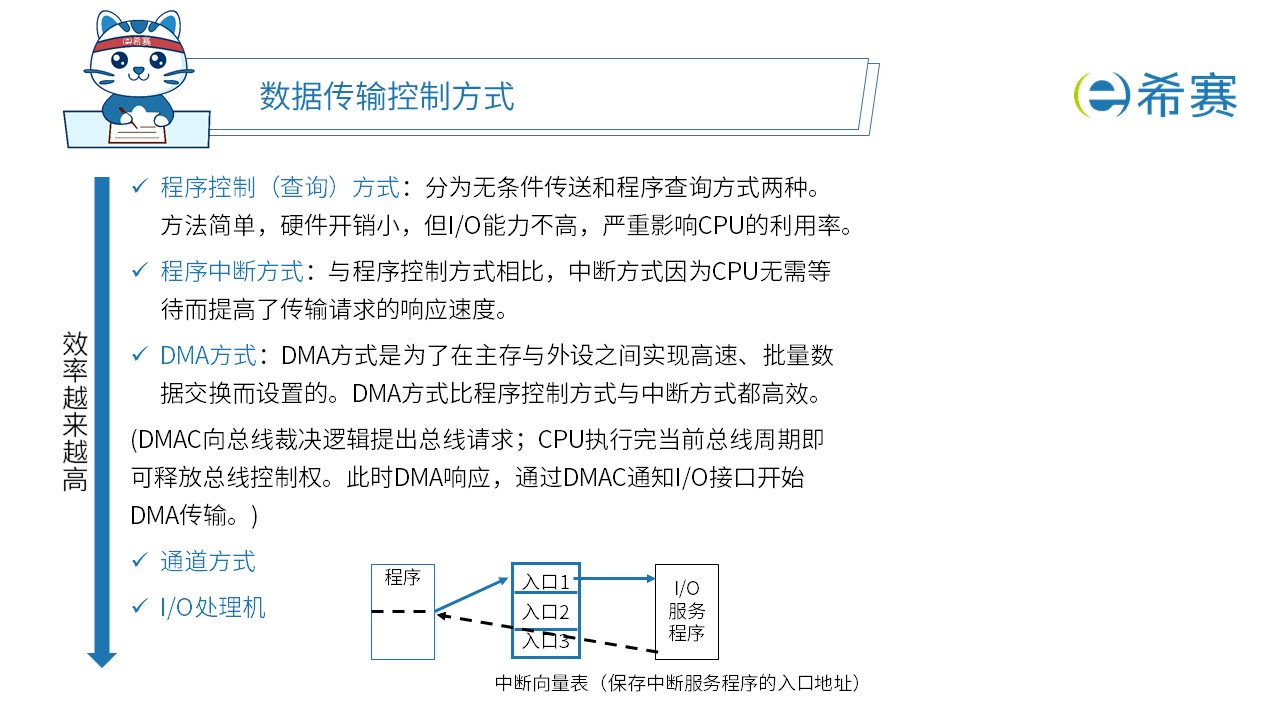 希赛
数据传输控制方式
希赛
效率越来越高
程序控制（查询）方式：分为无条件传送和程序查询方式两种。
方法简单，硬件开销小，但I/O能力不高，严重影响CPU的利用率。
程序中断方式：与程序控制方式相比，中断方式因为CPU无需等
待而提高了传输请求的响应速度。
DMA方式：DMA方式是为了在主存与外设之间实现高速、批量数
据交换而设置的。DMA方式比程序控制方式与中断方式都高效。
(DMAC向总线裁决逻辑提出总线请求；CPU执行完当前总线周期即
可释放总线控制权。此时DMA响应，通过DMAC通知I/O接口开始
DMA传输。)
通道方式
I/O处理机
程序
入口1
入口2
入口3
I/O
服务
程序
中断向量表（保存中断服务程序的入口地址）